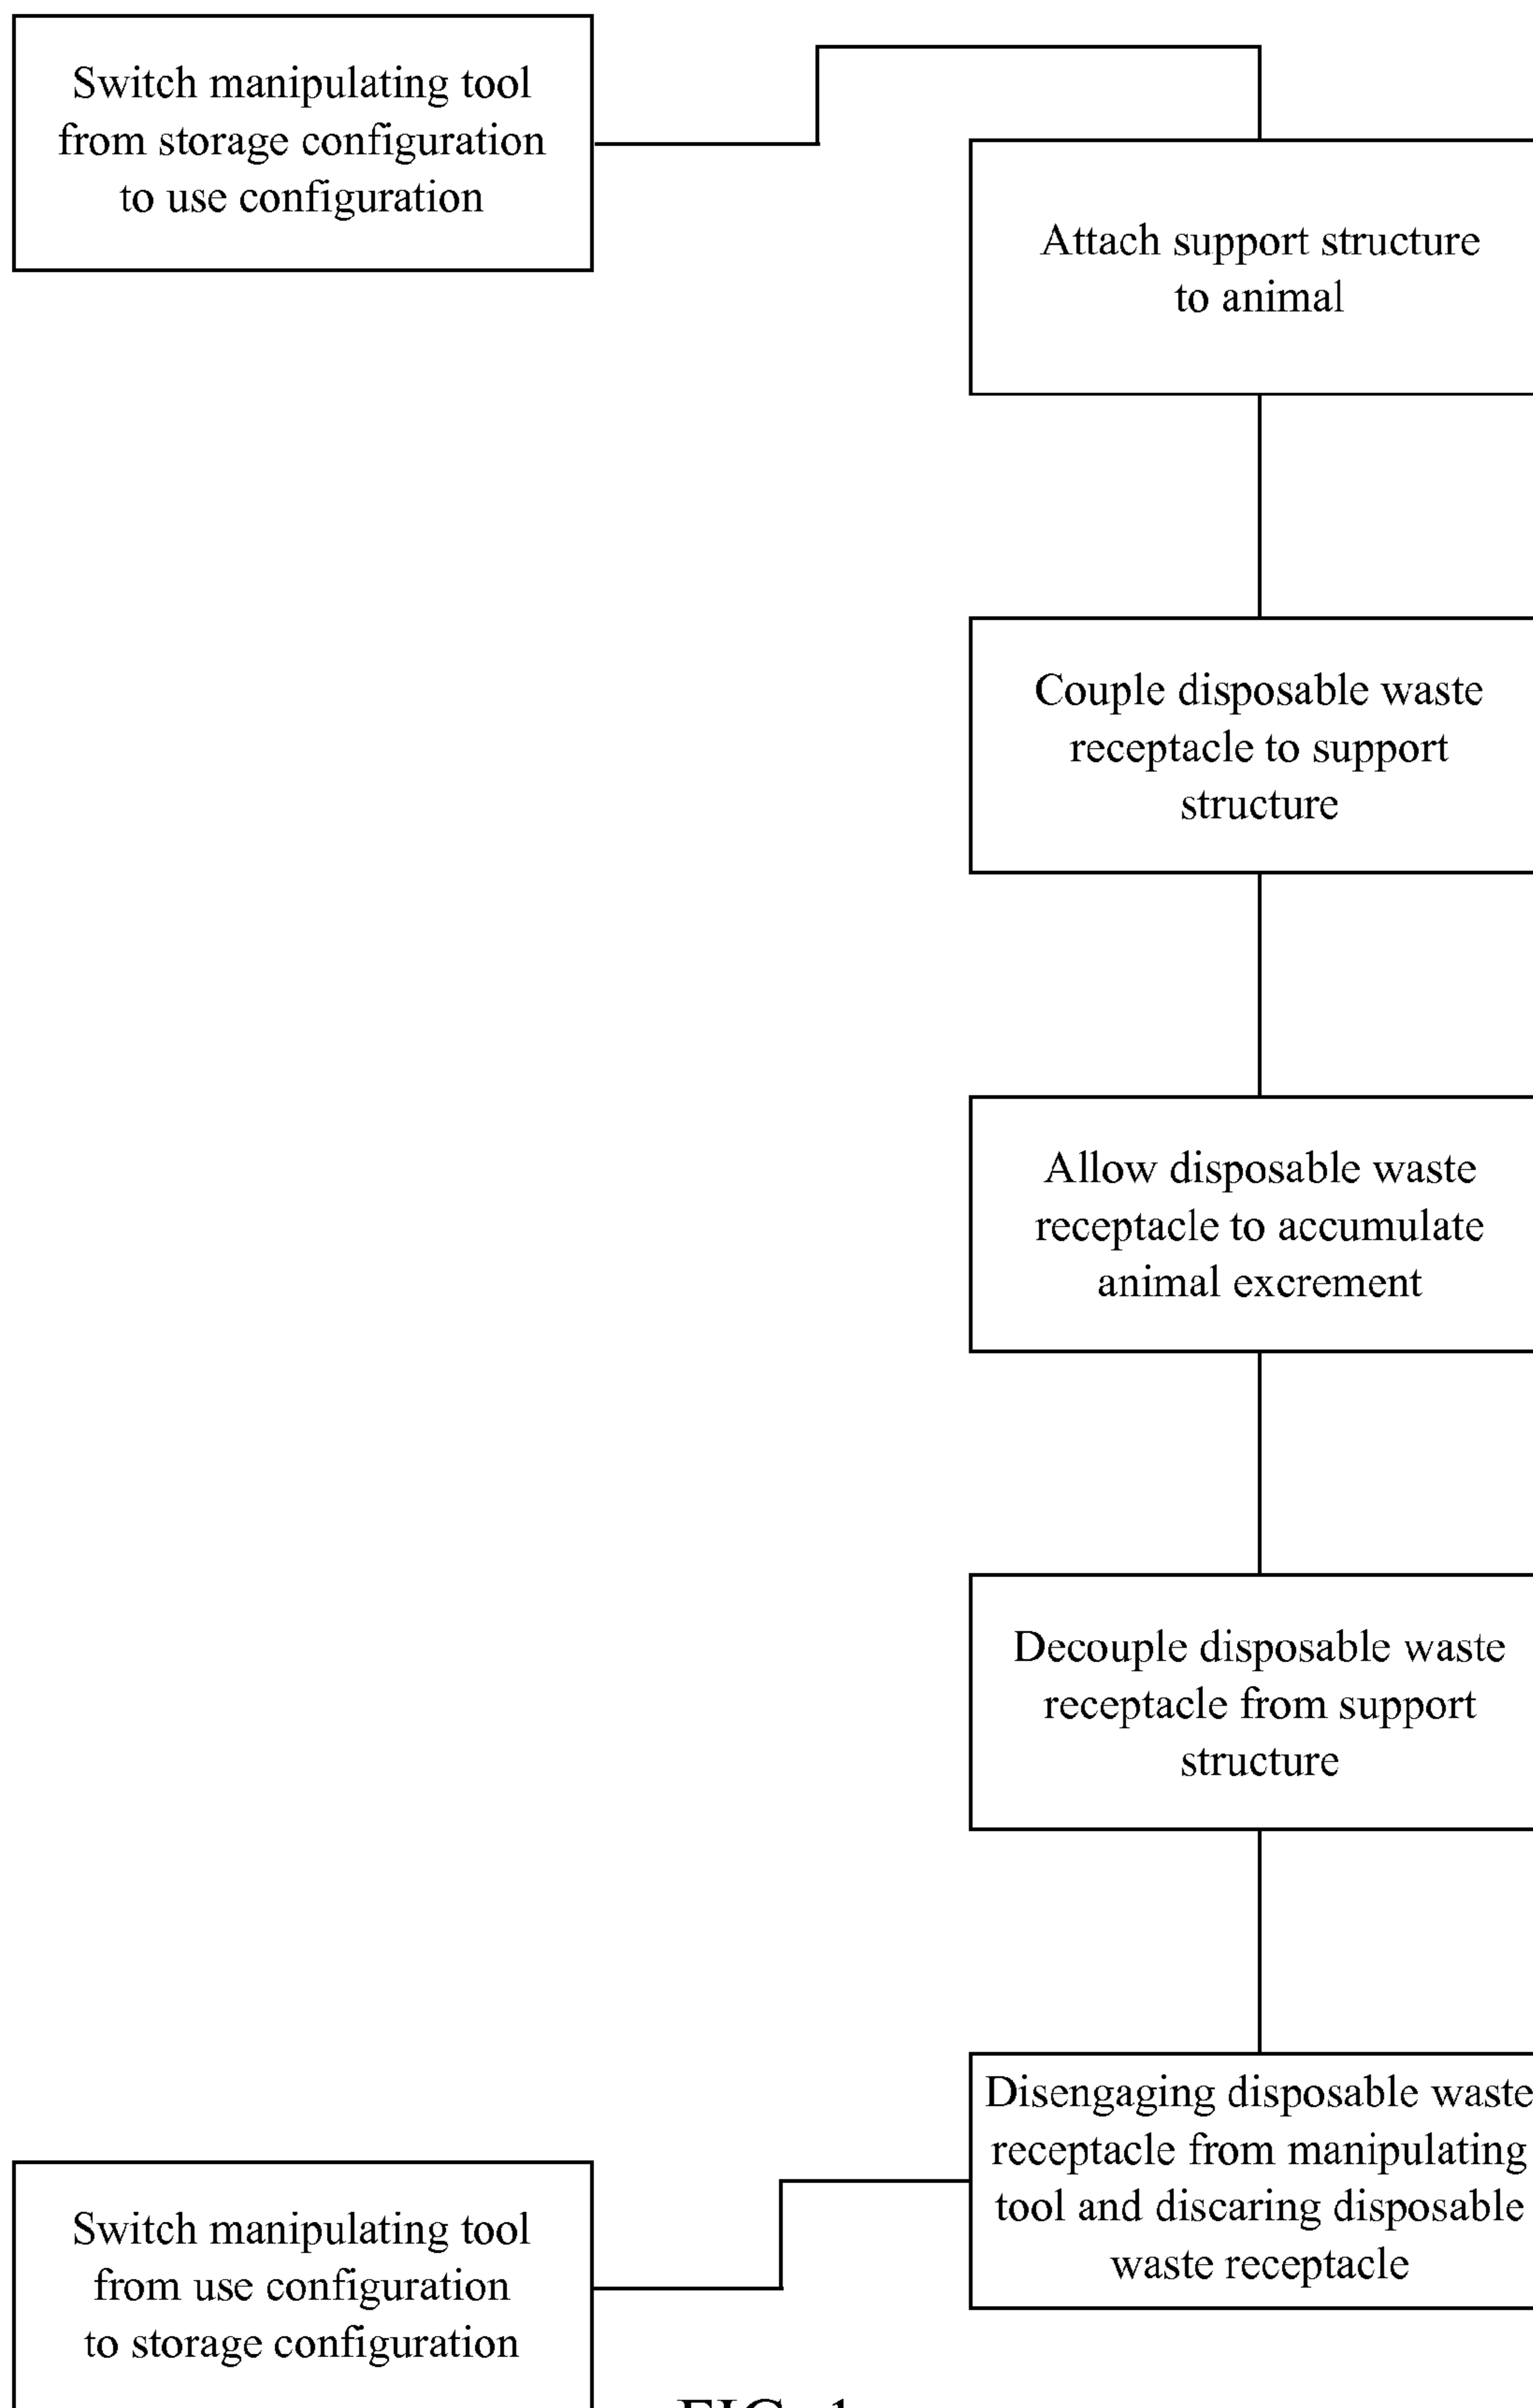 Switch manipulating tool
from storage configuration
to use configuration
Attach support structure
to animal
Couple disposable waste
receptacle to support
structure
Allow disposable waste
receptacle to accumulate
animal excrement
Decouple disposable waste
receptacle from support
structure
Disengaging disposable waste
receptacle from manipulating
tool and discaring disposable
waste receptacle
Switch manipulating tool
from use configuration
to storage configuration